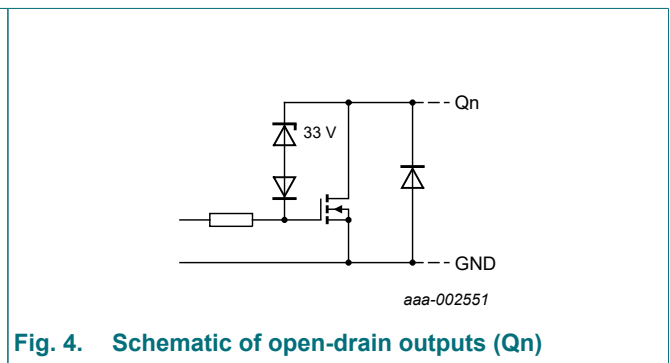 Qn
33 V
GND
aaa-002551
Fig. 4. Schematic of open-drain outputs (Qn)